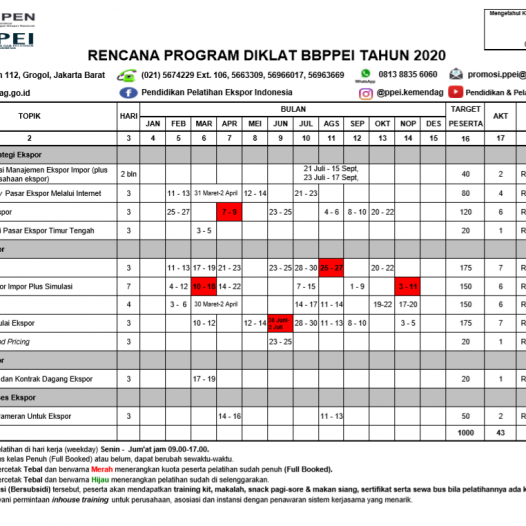 PPEN
PPEI
Mengetahui K
RENCANA PROGRAM DIKLAT BBPPEI TAHUN 2020
112, Grogol, Jakarta Barat (021) 5674229 Ext. 106, 5663309, 56966017, 56963669 WhatsApp 0813 8835 6060 promosi.ppei@
ag.go.id Pendidikan Pelatihan Ekspor Indonesia @ppei.kemendag Pendidikan & Pela
TOPIK HARI BULAN TARGET PESERTA AKT
JAN FEB MAR APR MEI JUN JUL AGS SEP OKT NOP DES
2 3 4 5 6 7 8 9 10 11 12 13 14 15 16 17
ategi Ekspor
si Manajemen Ekspor Impor (plus 2 bln 21 Juli - 15 Sept, 40 2 R
sahaan ekspor) 23 Juli - 17 Sept,
Pasar Ekspor Melalui Internet 3 11 - 13 31 Maret-2 April 12 - 14 21 - 23 80 4 R
por 3 25 - 27 7 - 9 23 - 25 4 - 6 8 - 10 20 - 22 120 6 R
i Pasar Ekspor Timur Tengah 3 3 - 5 20 1 R
or
3 11 - 13 17 - 19 21 - 23 23 - 25 28 - 30 25 - 27 20 - 22 175 7 R
or Impor Plus Simulasi 7 4 - 12 14 - 22 7 - 15 1 - 9 3 - 11 150 6 R
4 3 - 6 30 Maret-2 April 14 - 17 11 - 14 19-22 17-20 150 6 R
ulai Ekspor 3 10 - 12 12 - 14 28 - 30 11 - 13 8 - 10 3 - 5 175 7 R
nd Pricing 3 23 - 25 20 1 R
or
dan Kontrak Dagang Ekspor 3 17 - 19 20 1 R
es Ekspor
ameran Untuk Ekspor 3 14 - 16 11 - 13 50 2 R
1000 43
elatihan di hari kerja (weekday) Senin - Jum'at jam 09.00-17.00.
us kelas Penuh (Full Booked) atau belum, dapat berubah sewaktu-waktu.
ercetak Tebal dan berwarna Merah menerangkan kuota peserta pelatihan sudah penuh (Full Booked).
ercetak Tebal dan berwarna Hijau menerangkan pelatihan sudah di selenggarakan.
si (Bersubsidi) tersebut, peserta akan mendapatkan training kit, makalah, snack pagi-sore & makan siang, sertifikat serta sewa bus bila pelatihannya ada k
vani permintaan inhouse training untuk perusahaan, asosiasi dan instansi dengan penawaran sistem kerjasama yang menarik.